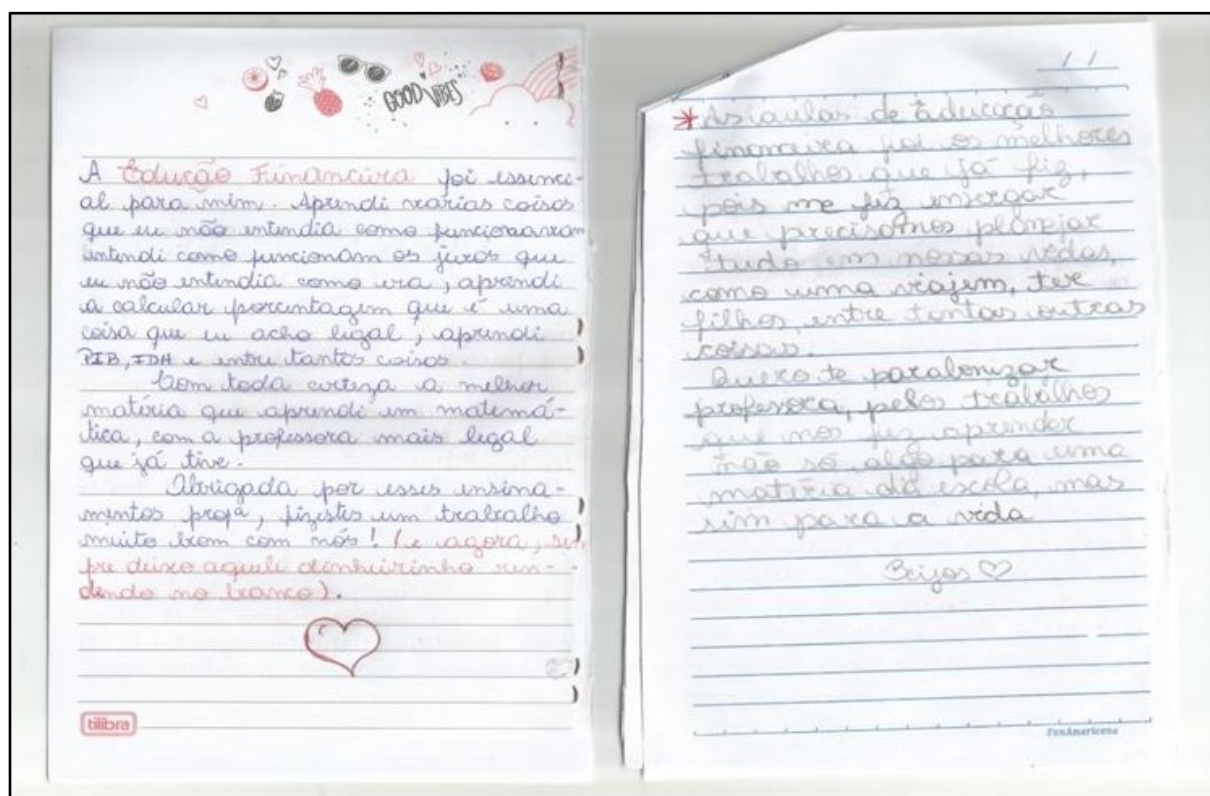 GOOD VIBES
A Edução Financeira foi essenci-
al para mim. Aprendi varias coisas
que eu não entendia como funcionavam
entendi como funcionam os juros que
eu não entendia como era, aprendi
a calcular porcentagem que é uma
coisa que eu acho legal, aprendi
PIB, IDH e entre tantas coisas.
Com toda certeza a melhor
matéria que aprendi em matemá-
tica, com a professora mais legal
que já tive.
Obrigada por esses ensina-
mentos profª, fizestes um trabalho
muito bom com nós! (e agora, sem
pre deixo aquele dinheirinho ren-
dendo no banco).
tilibra
/ /
* As aulas de educação
financeira foi os melhores
trabalhos que já fiz,
pois me fez enxergar
que precisamos planejar
tudo em nossas vidas,
como uma viajem, ter
filhos, entre tantas outras
coisas.
Quero te parabenizar
professora, pelos trabalhos
que nos fez aprender
não só algo para uma
matéria da escola, mas
sim para a vida
Beijos ♡
PanAmericana